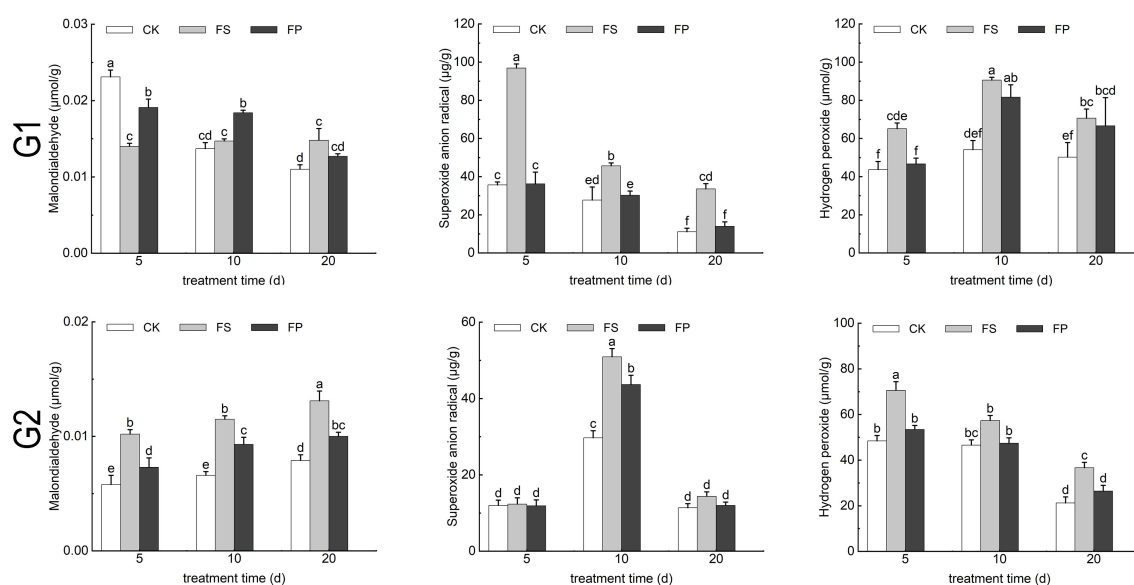 G1
Malondialdehyde (μmol/g)
0.03
0.02
0.01
0.00
CK FS FP
a c b
cd c b
d c cd
5 10 20
treatment time (d)
Superoxide anion radical (μg/g)
120
100
80
60
40
20
0
CK FS FP
c a c
ed b e
f cd f
5 10 20
treatment time (d)
Hydrogen peroxide (μmol/g)
120
100
80
60
40
20
0
CK FS FP
f cde f
def a ab
ef bc bcd
5 10 20
treatment time (d)
G2
Malondialdehyde (μmol/g)
0.02
0.01
0.00
CK FS FP
e b d
e b c
d a bc
5 10 20
treatment time (d)
Superoxide anion radical (μg/g)
60
40
20
0
CK FS FP
d d d
c a b
d d d
5 10 20
treatment time (d)
Hydrogen peroxide (μmol/g)
100
80
60
40
20
0
CK FS FP
b a b
bc b b
d c d
5 10 20
treatment time (d)